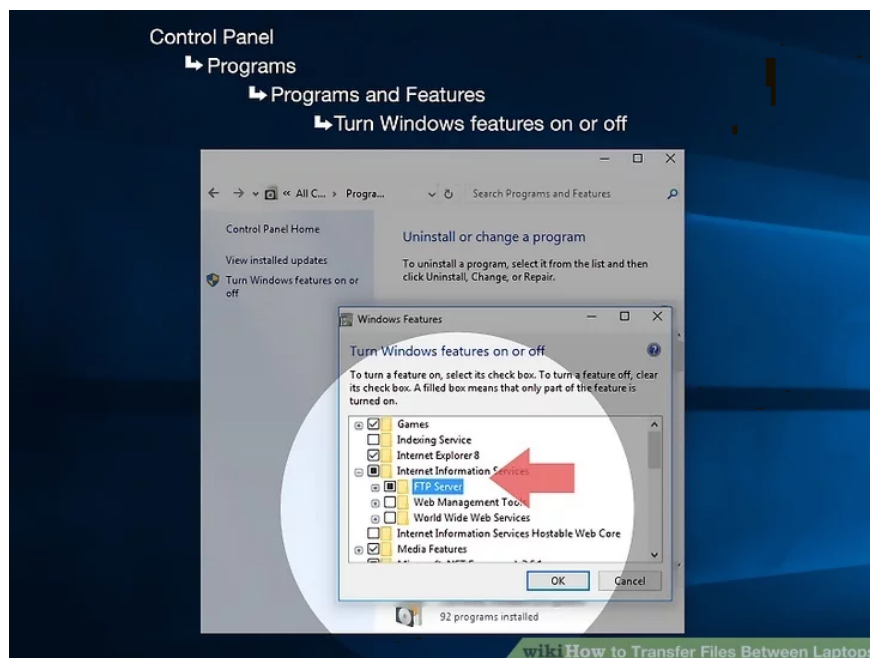 Control Panel
Programs
Programs and Features
Turn Windows features on or off
« All C... › Progra...
Search Programs and Features
Control Panel Home
View installed updates
Turn Windows features on or
off
Uninstall or change a program
To uninstall a program, select it from the list and then
click Uninstall, Change, or Repair.
Windows Features
Turn Windows features on or off
To turn a feature on, select its check box. To turn a feature off, clear
its check box. A filled box means that only part of the feature is
turned on.
Games
Indexing Service
Internet Explorer 8
Internet Information Services
FTP Server
Web Management Tools
World Wide Web Services
Internet Information Services Hostable Web Core
Media Features
OK
Cancel
92 programs installed
wikiHow to Transfer Files Between Laptops